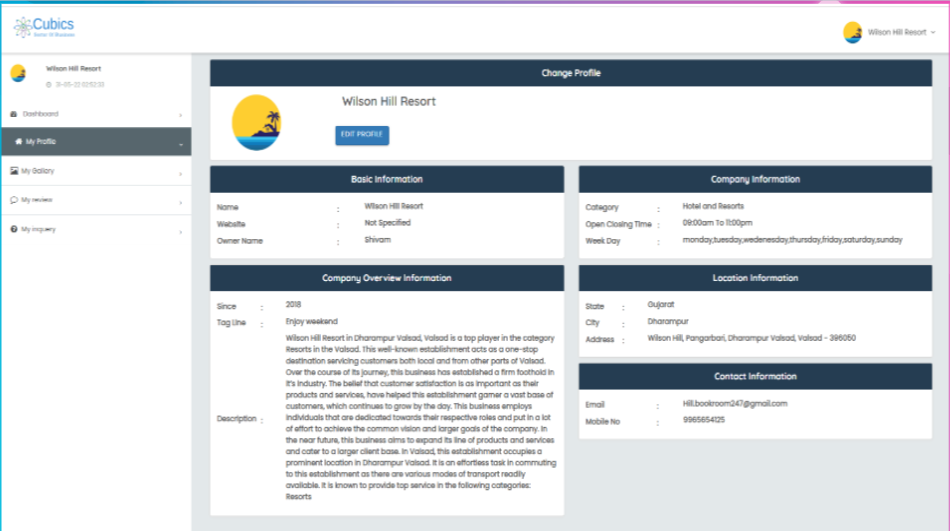 Cubics
Wilson Hill Resort
Wilson Hill Resort
Dashboard
My Profile
My Gallary
My review
My inquery
Change Profile
Wilson Hill Resort
EDIT PROFILE
Basic Information
Name : Wilson Hill Resort
Website : Not Specified
Owner Name : Shivam
Company Information
Category : Hotel and Resorts
Open Closing Time : 09:00am To 11:00pm
Week Day : monday,tuesday,wedenesday,thursday,friday,saturday,sunday
Company Overview Information
Since : 2018
Tag Line : Enjoy weekend
Description :
Wilson Hill Resort in Dharampur Valsad, Valsad is a top player in the category
Resorts in the Valsad. This well-known establishment acts as a one-stop
destination servicing customers both local and from other parts of Valsad.
Over the course of its journey, this business has established a firm foothold in
it's industry. The belief that customer satisfaction is as important as their
products and services, have helped this establishment garner a vast base of
customers, which continues to grow by the day. This business employs
individuals that are dedicated towards their respective roles and put in a lot
of effort to achieve the common vision and larger goals of the company. In
the near future, this business aims to expand its line of products and services
and cater to a larger client base. In Valsad, this establishment occupies a
prominent location in Dharampur Valsad. It is an effortless task in commuting
to this establishment as there are various modes of transport readily
available. It is known to provide top service in the following categories:
Resorts
Location Information
State : Gujarat
City : Dharampur
Address : Wilson Hill, Pangarbari, Dharampur Valsad, Valsad - 396050
Contact Information
Email : Hill.bookroom247@gmail.com
Mobile No : 9965654125